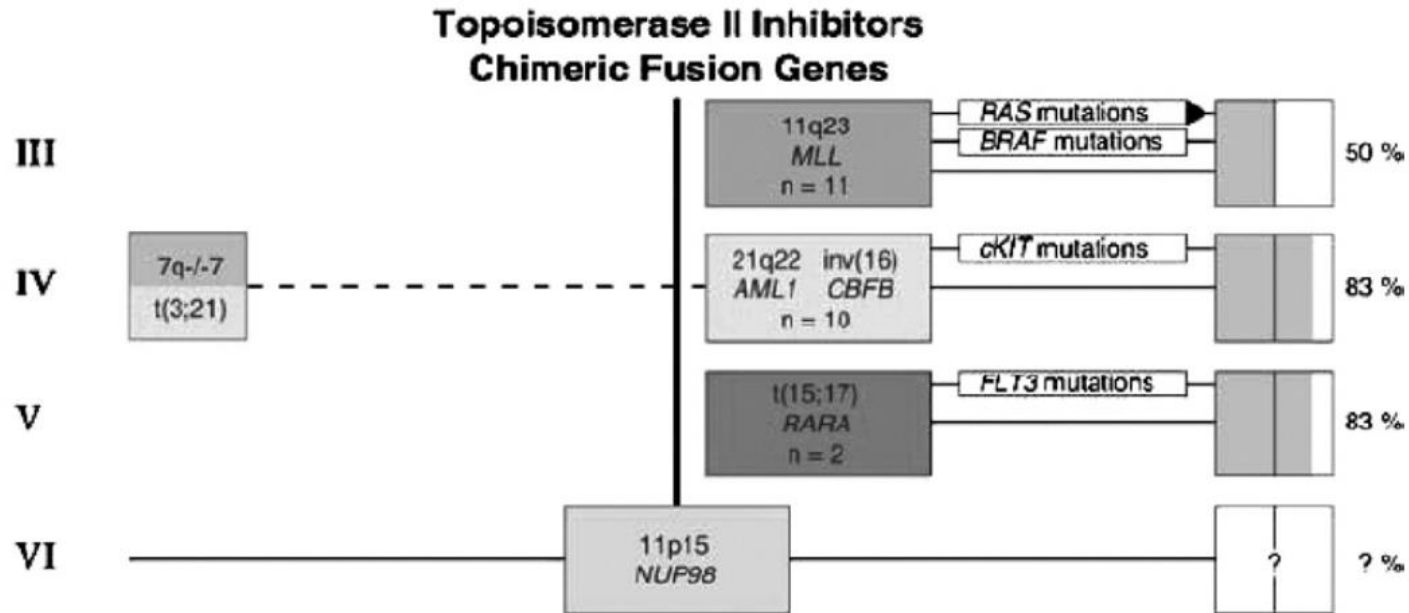 Topoisomerase II Inhibitors
Chimeric Fusion Genes
III
11q23
MLL
n = 11
RAS mutations
BRAF mutations
50 %
IV
7q-/-7
t(3;21)
21q22 inv(16)
AML1 CBFB
n = 10
cKIT mutations
83 %
V
t(15;17)
RARA
n = 2
FLT3 mutations
83 %
VI
11p15
NUP98
?
? %